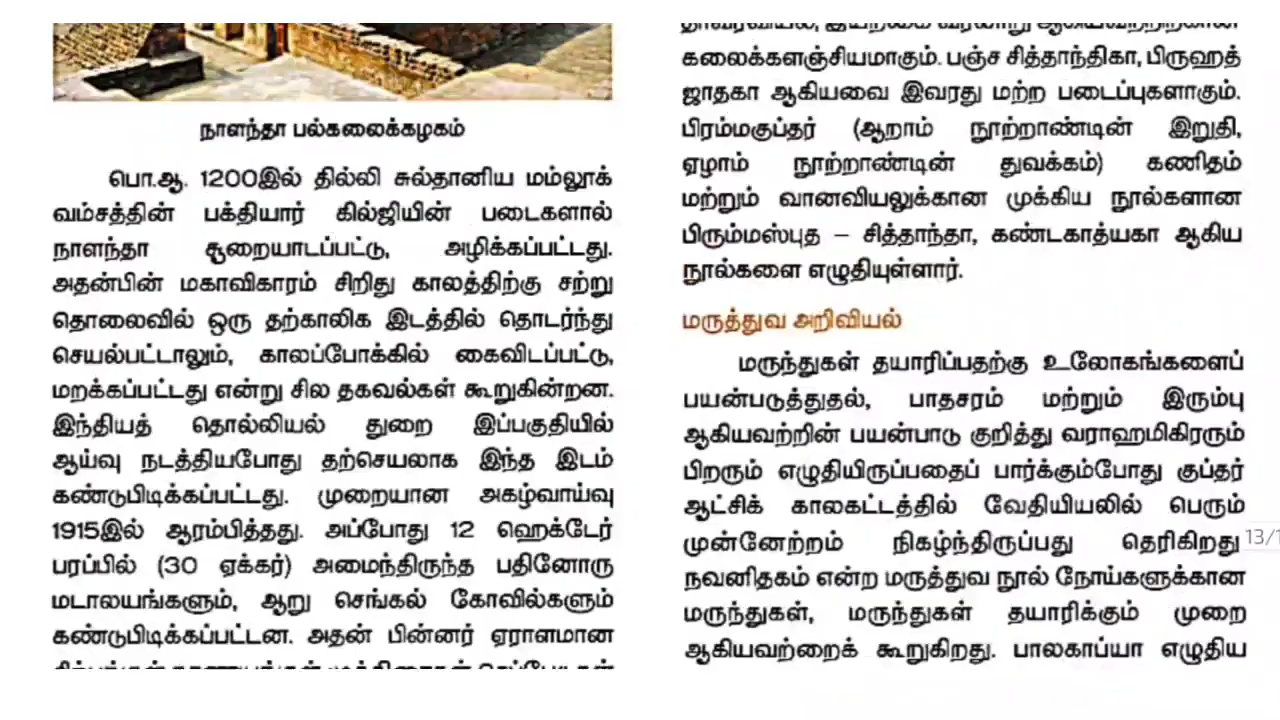 நாளந்தா பல்கலைக்கழகம்
பொ.ஆ. 1200இல் தில்லி சுல்தானிய மம்லூக்
வம்சத்தின் பக்தியார் கில்ஜியின் படைகளால்
நாளந்தா சூறையாடப்பட்டு, அழிக்கப்பட்டது.
அதன்பின் மகாவிகாரம் சிறிது காலத்திற்கு சற்று
தொலைவில் ஒரு தற்காலிக இடத்தில் தொடர்ந்து
செயல்பட்டாலும், காலப்போக்கில் கைவிடப்பட்டு,
மறக்கப்பட்டது என்று சில தகவல்கள் கூறுகின்றன.
இந்தியத் தொல்லியல் துறை இப்பகுதியில்
ஆய்வு நடத்தியபோது தற்செயலாக இந்த இடம்
கண்டுபிடிக்கப்பட்டது. முறையான அகழ்வாய்வு
1915இல் ஆரம்பித்தது. அப்போது 12 ஹெக்டேர்
பரப்பில் (30 ஏக்கர்) அமைந்திருந்த பதினோரு
மடாலயங்களும், ஆறு செங்கல் கோவில்களும்
கண்டுபிடிக்கப்பட்டன. அதன் பின்னர் ஏராளமான
கலைக்களஞ்சியமாகும். பஞ்ச சித்தாந்திகா, பிருஹத்
ஜாதகா ஆகியவை இவரது மற்ற படைப்புகளாகும்.
பிரம்மகுப்தர் (ஆறாம் நூற்றாண்டின் இறுதி,
ஏழாம் நூற்றாண்டின் துவக்கம்) கணிதம்
மற்றும் வானவியலுக்கான முக்கிய நூல்களான
பிரும்மஸ்புத – சித்தாந்தா, கண்டகாத்யகா ஆகிய
நூல்களை எழுதியுள்ளார்.
மருத்துவ அறிவியல்
மருந்துகள் தயாரிப்பதற்கு உலோகங்களைப்
பயன்படுத்துதல், பாதசரம் மற்றும் இரும்பு
ஆகியவற்றின் பயன்பாடு குறித்து வராஹமிகிரரும்
பிறரும் எழுதியிருப்பதைப் பார்க்கும்போது குப்தர்
ஆட்சிக் காலகட்டத்தில் வேதியியலில் பெரும்
முன்னேற்றம் நிகழ்ந்திருப்பது தெரிகிறது
நவனிதகம் என்ற மருத்துவ நூல் நோய்களுக்கான
மருந்துகள், மருந்துகள் தயாரிக்கும் முறை
ஆகியவற்றைக் கூறுகிறது. பாலகாப்யா எழுதிய